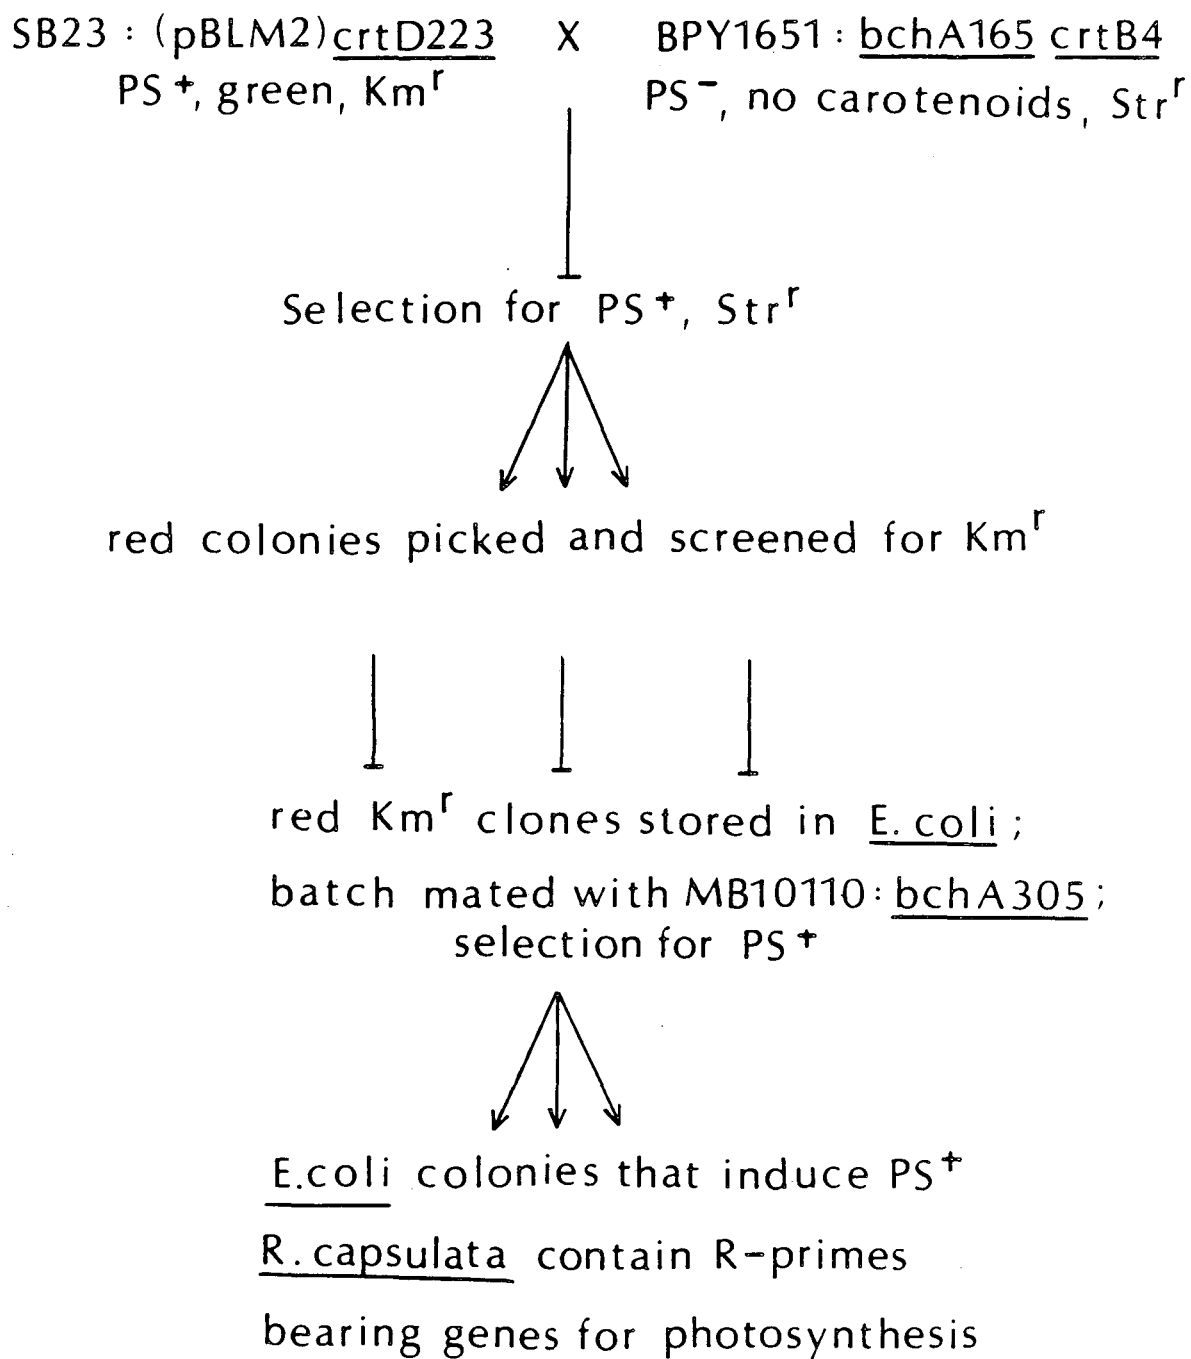 SB23 : (pBLM2)crtD223 X BPY1651: bchA165 crtB4
PS+, green, Kmr PS-, no carotenoids, Strr
Selection for PS+, Strr
red colonies picked and screened for Kmr
red Kmr clones stored in E. coli ;
batch mated with MB10110: bchA305;
selection for PS+
E.coli colonies that induce PS+
R. capsulata contain R-primes
bearing genes for photosynthesis